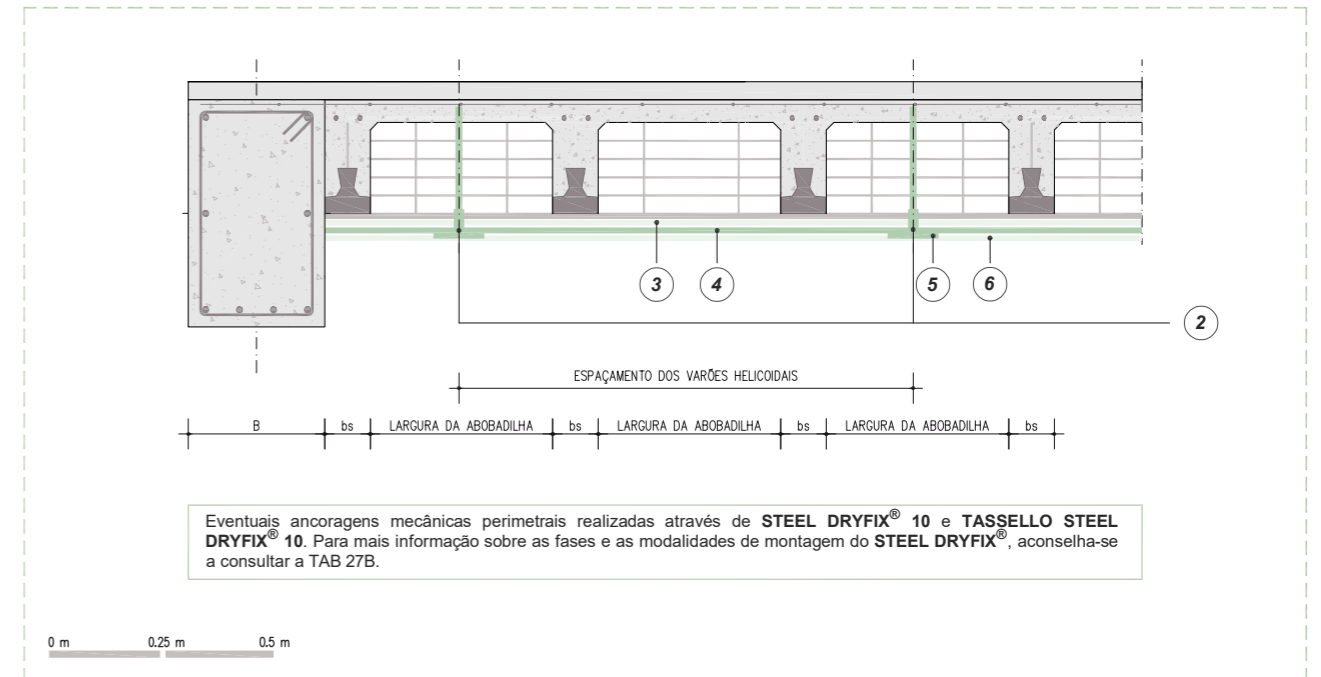 3
4
5
6
2
ESPAÇAMENTO DOS VARÕES HELICOIDAIS
B bs LARGURA DA ABOBADILHA bs LARGURA DA ABOBADILHA bs LARGURA DA ABOBADILHA bs
Eventuais ancoragens mecânicas perimetrais realizadas através de STEEL DRYFIX® 10 e TASSELLO STEEL
DRYFIX® 10. Para mais informação sobre as fases e as modalidades de montagem do STEEL DRYFIX®, aconselha-se
a consultar a TAB 27B.
0 m 0.25 m 0.5 m